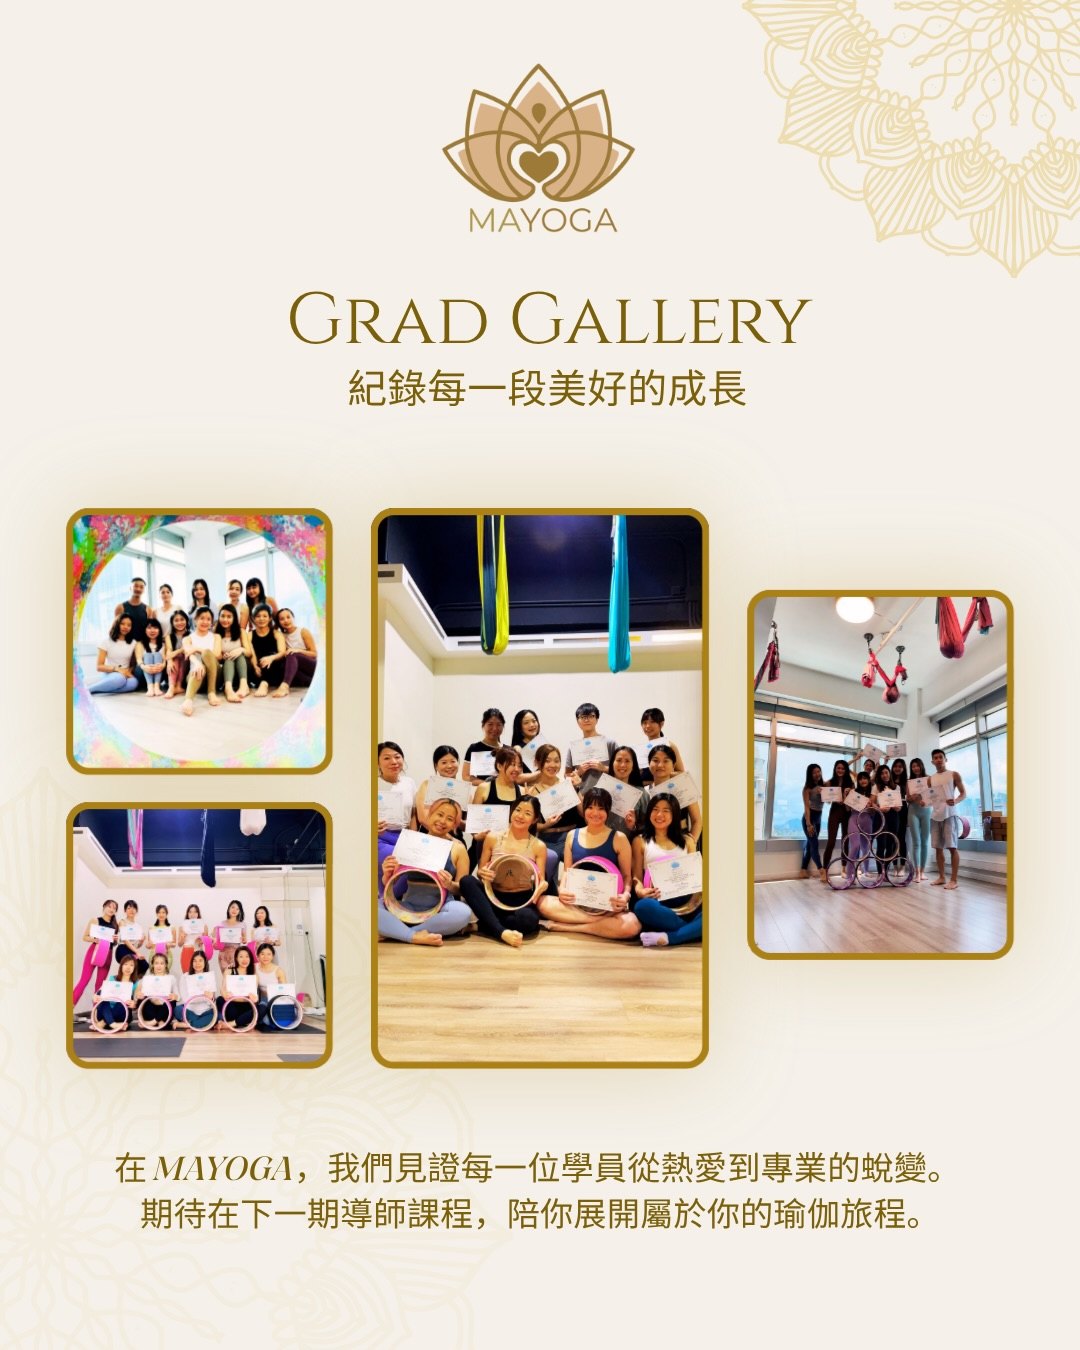 MAYOGA
GRAD GALLERY
紀錄每一段美好的成長
在 MAYOGA，我們見證每一位學員從熱愛到專業的蛻變。
期待在下一期導師課程，陪你展開屬於你的瑜伽旅程。